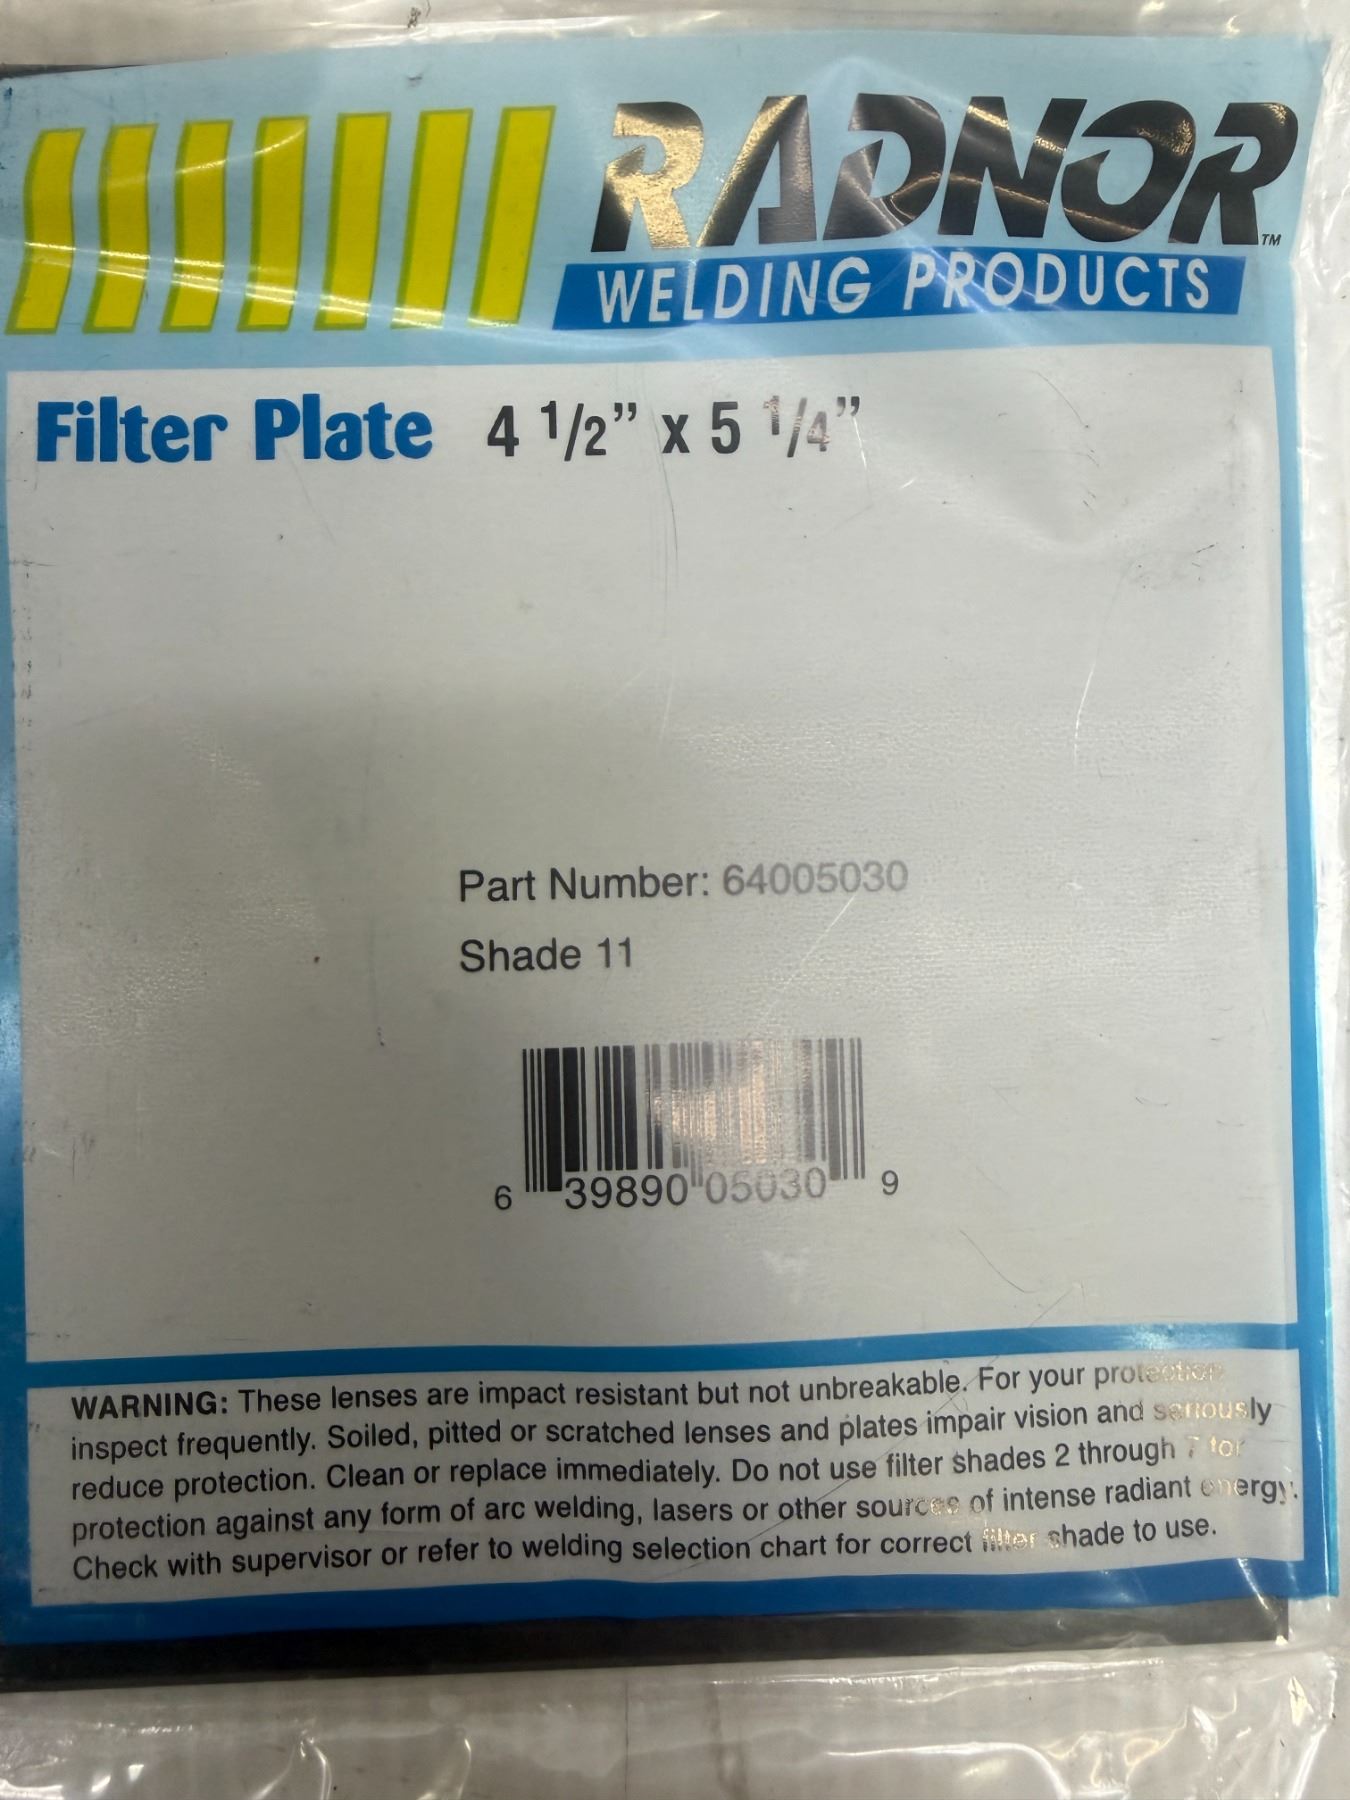 RADNOR™
WELDING PRODUCTS
Filter Plate 4 1/2” x 5 1/4”
Part Number: 64005030
Shade 11
6 39890 05030 9
WARNING: These lenses are impact resistant but not unbreakable. For your protection
inspect frequently. Soiled, pitted or scratched lenses and plates impair vision and seriously
reduce protection. Clean or replace immediately. Do not use filter shades 2 through 7 for
protection against any form of arc welding, lasers or other sources of intense radiant energy.
Check with supervisor or refer to welding selection chart for correct filter shade to use.